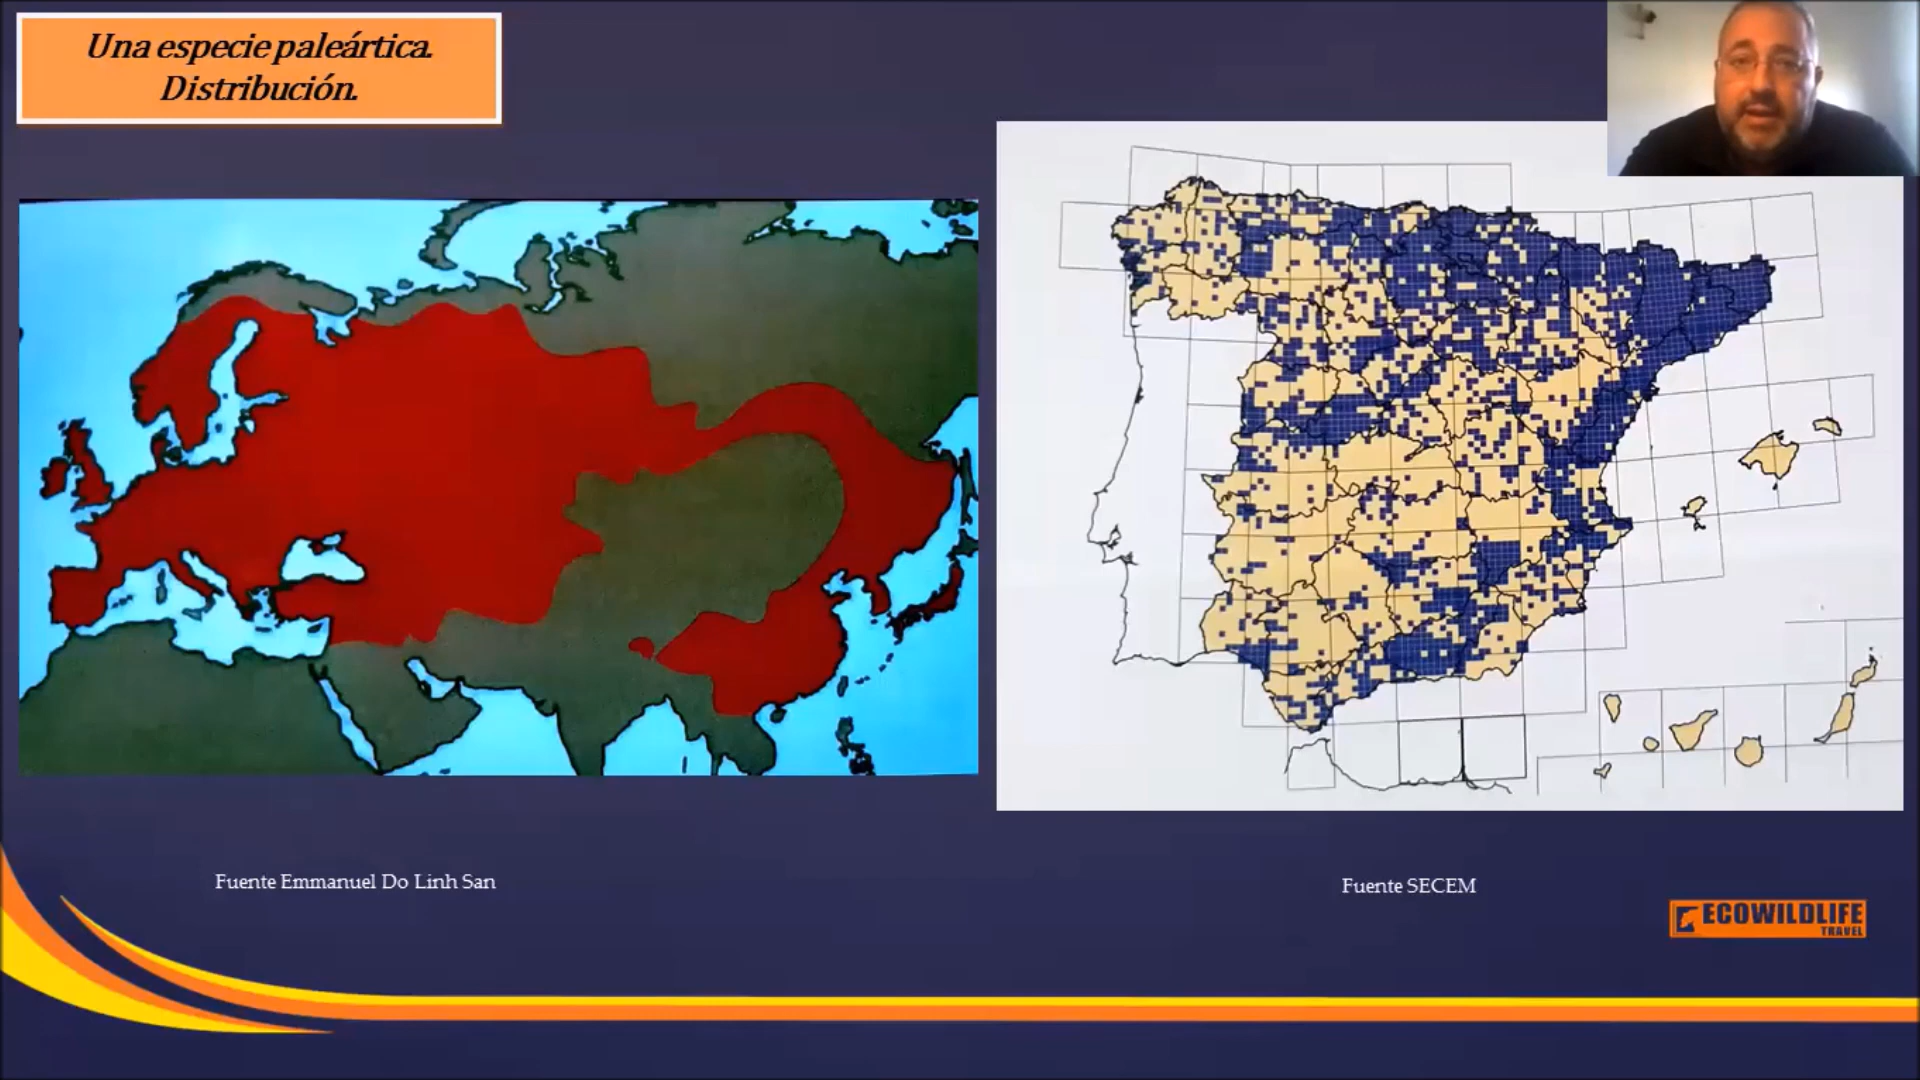 Una especie paleártica.
Distribución.
Fuente Emmanuel Do Linh San
Fuente SECEM
ECOWILDLIFE
TRAVEL